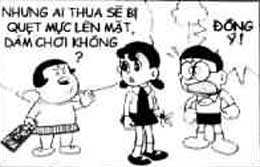 NHƯNG AI THUA SẼ BỊ
QUẸT MỰC LÊN MẶT,
DÁM CHƠI KHÔNG
?
ĐỒNG
Ý!